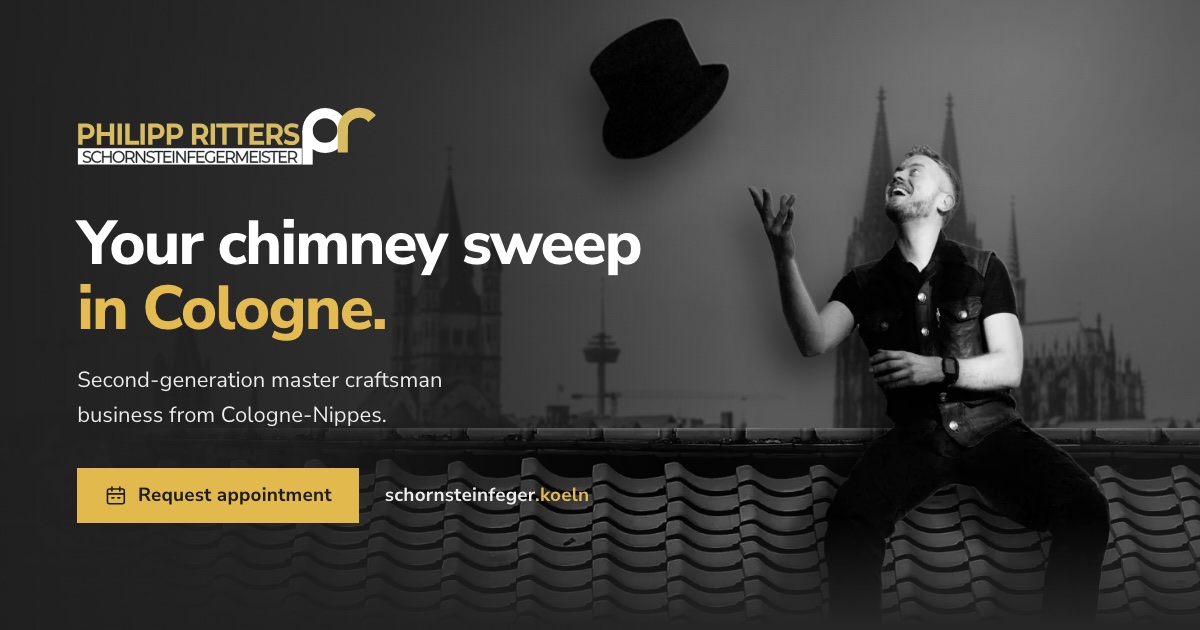 PHILIPP RITTERS pr
SCHORNSTEINFEGERMEISTER
Your chimney sweep
in Cologne.
Second-generation master craftsman
business from Cologne-Nippes.
Request appointment
schornsteinfeger.koeln